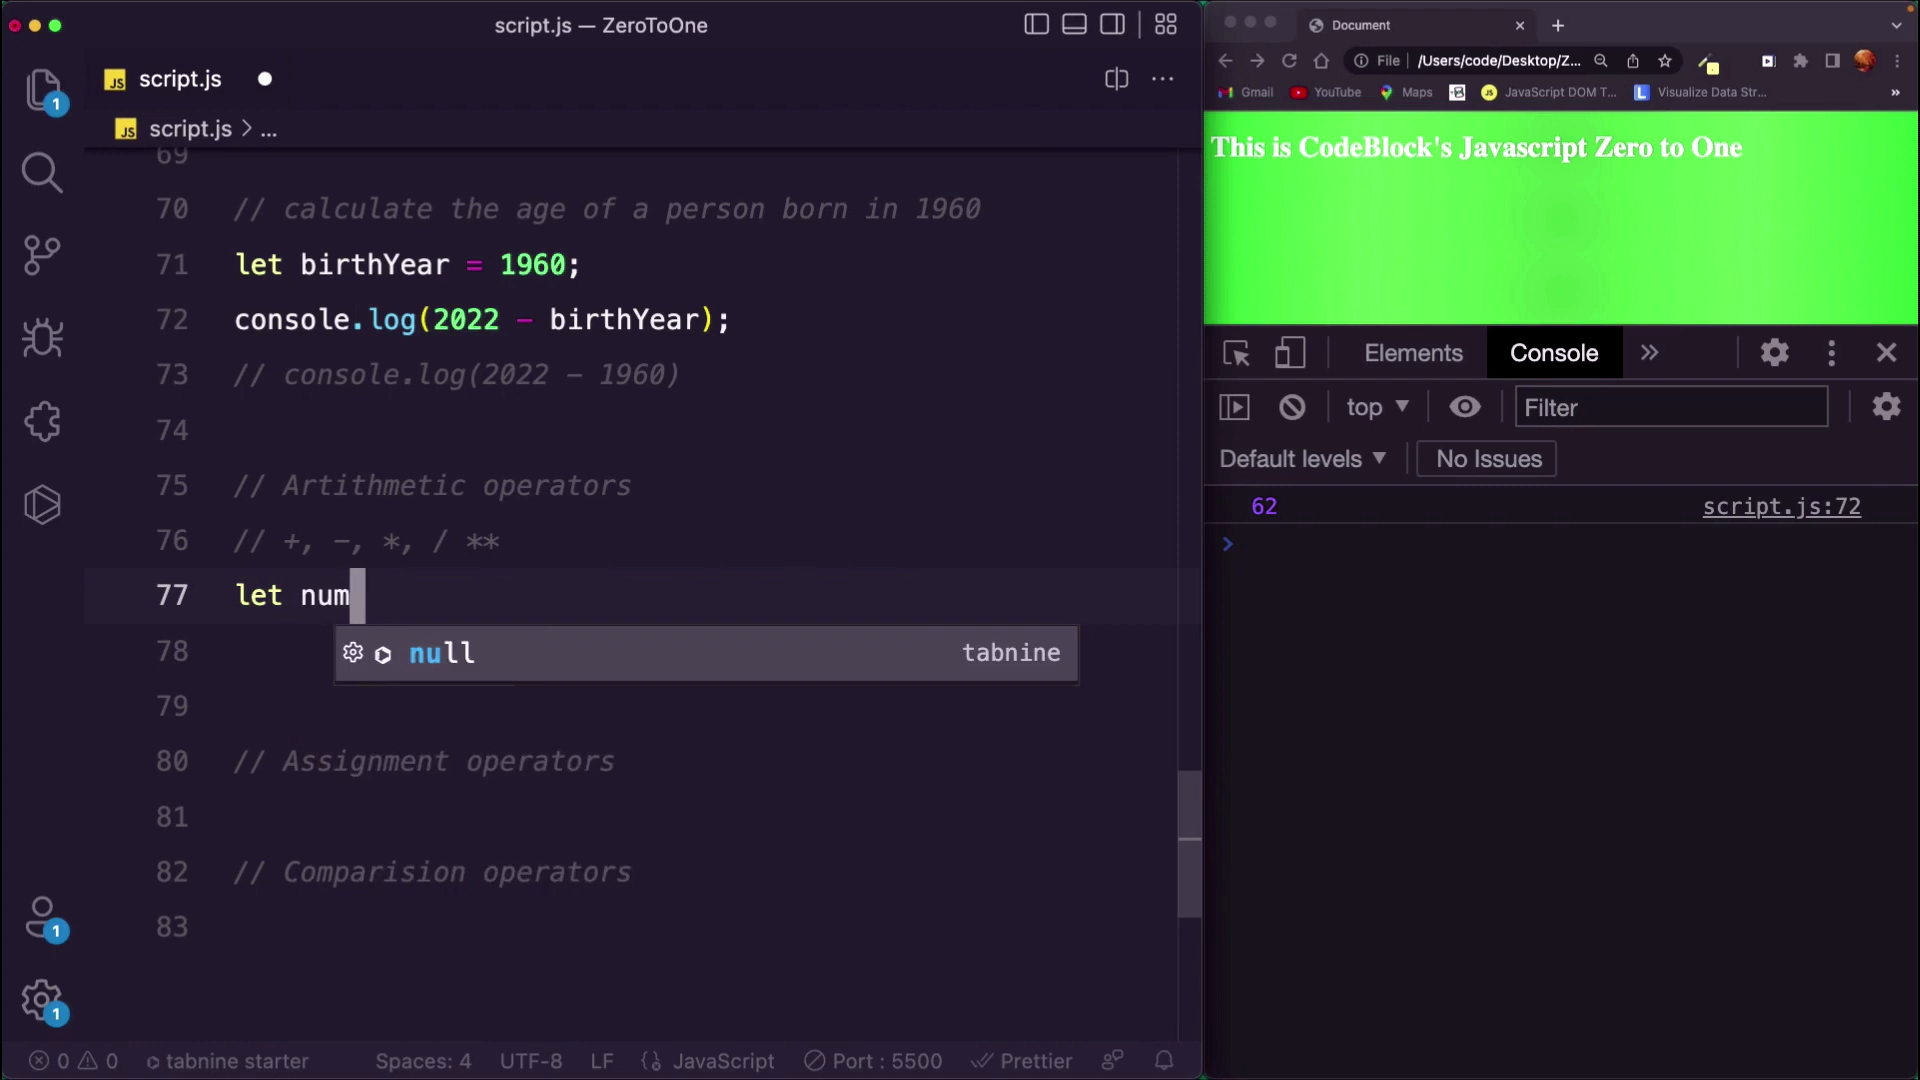 script.js — ZeroToOne
script.js
script.js > ...
1
69
70 // calculate the age of a person born in 1960
71 let birthYear = 1960;
72 console.log(2022 - birthYear);
73 // console.log(2022 - 1960)
74
75 // Artithmetic operators
76 // +, -, *, / **
77 let num
null tabnine
78
79
80 // Assignment operators
81
82 // Comparision operators
83
1
1
0 0 tabnine starter Spaces: 4 UTF-8 LF {} JavaScript Port : 5500 Prettier
Document
File /Users/code/Desktop/Z...
Gmail YouTube Maps JavaScript DOM T... Visualize Data Str... »
This is CodeBlock's Javascript Zero to One
Elements Console »
top Filter
Default levels No Issues
62 script.js:72
>